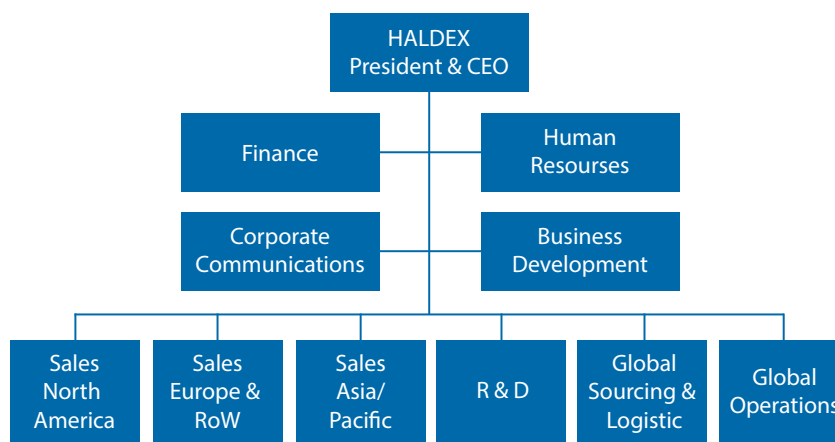 HALDEX
President & CEO
Finance
Human
Resourses
Corporate
Communications
Business
Development
Sales
North
America
Sales
Europe &
RoW
Sales
Asia/
Pacific
R & D
Global
Sourcing &
Logistic
Global
Operations